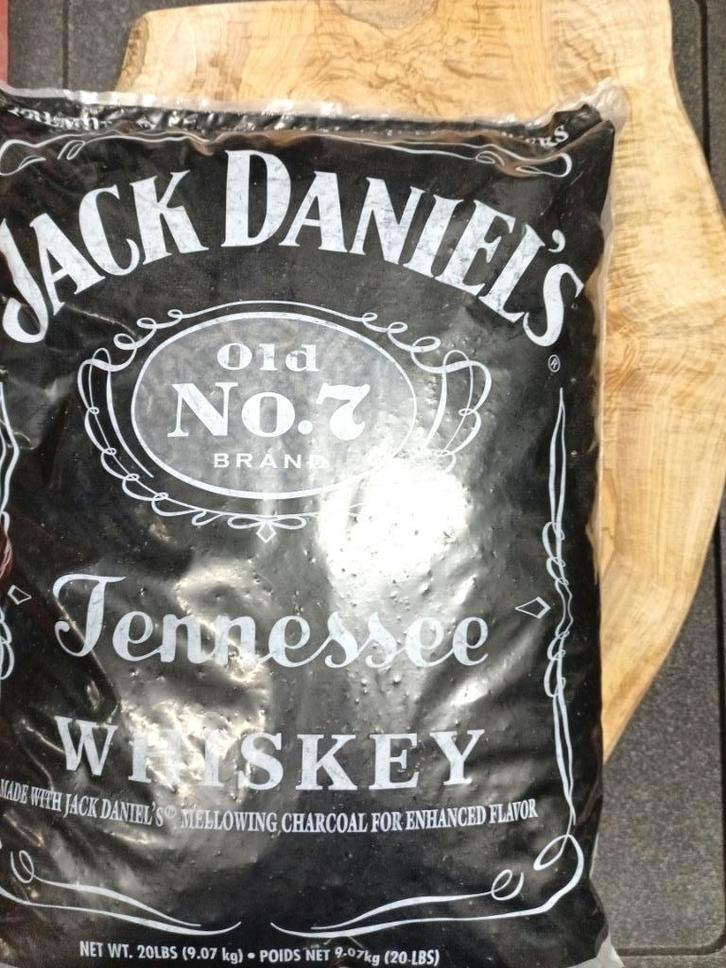 JACK DANIEL'S
®
Old
No.7
BRAND
Tennessee
WHISKEY
MADE WITH JACK DANIEL'S® MELLOWING CHARCOAL FOR ENHANCED FLAVOR
NET WT. 20LBS (9.07 kg) • POIDS NET 9.07kg (20 LBS)